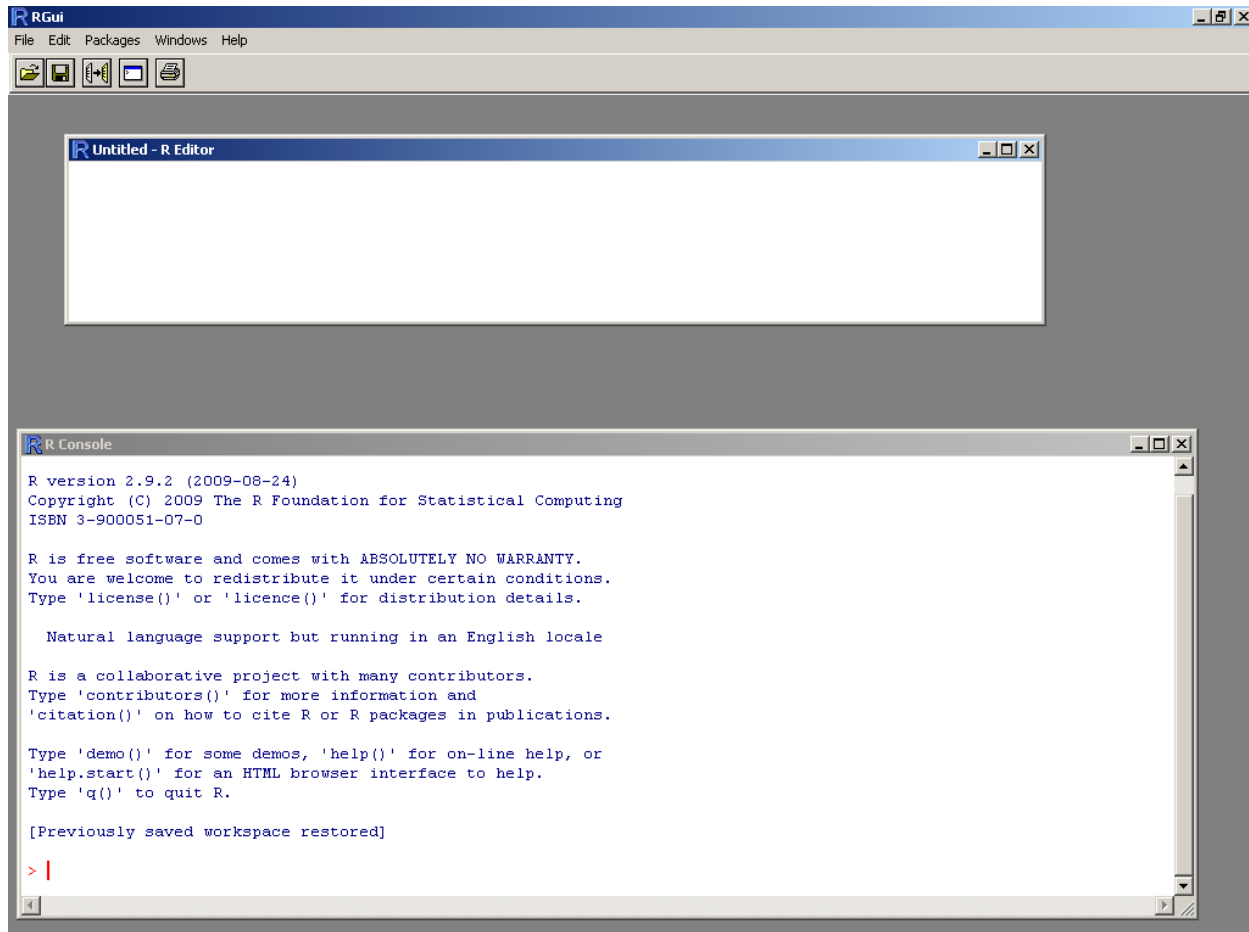 RGui
File Edit Packages Windows Help
Untitled - R Editor
R Console
R version 2.9.2 (2009-08-24)
Copyright (C) 2009 The R Foundation for Statistical Computing
ISBN 3-900051-07-0
R is free software and comes with ABSOLUTELY NO WARRANTY.
You are welcome to redistribute it under certain conditions.
Type 'license()' or 'licence()' for distribution details.
Natural language support but running in an English locale
R is a collaborative project with many contributors.
Type 'contributors()' for more information and
'citation()' on how to cite R or R packages in publications.
Type 'demo()' for some demos, 'help()' for on-line help, or
'help.start()' for an HTML browser interface to help.
Type 'q()' to quit R.
[Previously saved workspace restored]
>